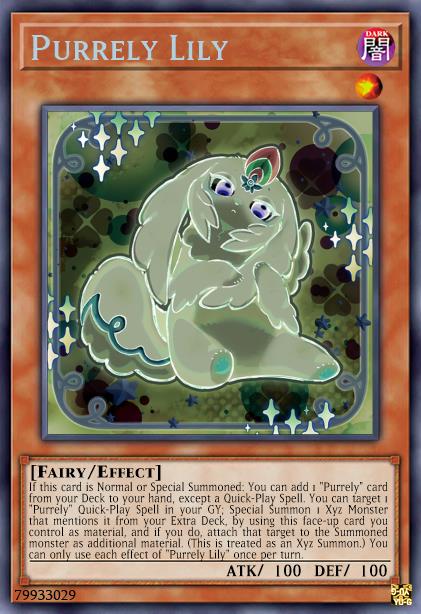 Purrely Lily
DARK
闇
[Fairy/Effect]
If this card is Normal or Special Summoned: You can add 1 "Purrely"
card from your Deck to your hand, except a Quick-Play Spell. You can target 1
"Purrely" Quick-Play Spell in your GY; Special Summon 1 Xyz Monster
that mentions it from your Extra Deck, by using this face-up card you
control as material, and if you do, attach that target to the Summoned
monster as additional material. (This is treated as an Xyz Summon.) You
can only use each effect of "Purrely Lily" once per turn.
ATK/ 100 DEF/ 100
79933029